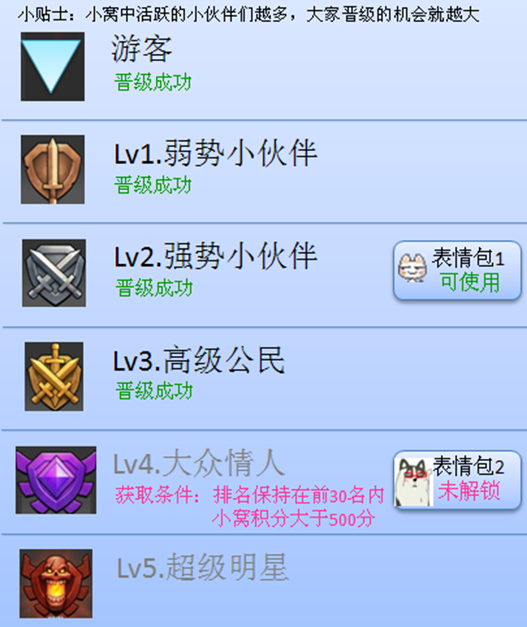 小贴士：小窝中活跃的小伙伴们越多，大家晋级的机会就越大
游客
晋级成功
Lv1.弱势小伙伴
晋级成功
Lv2.强势小伙伴
晋级成功
表情包1
可使用
Lv3.高级公民
晋级成功
Lv4.大众情人
获取条件：排名保持在前30名内
小窝积分大于500分
表情包2
未解锁
Lv5.超级明星